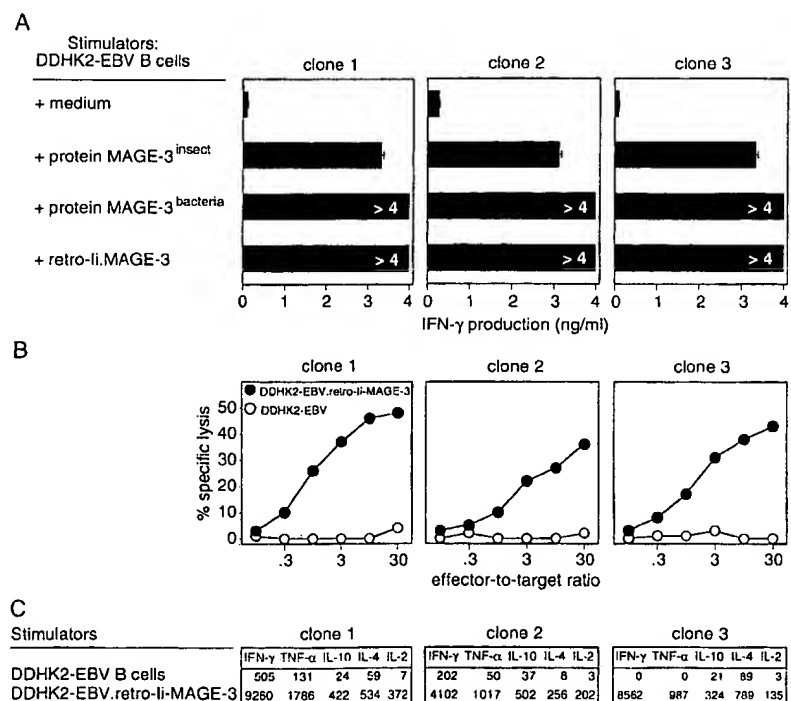 A
Stimulators:
DDHK2-EBV B cells
clone 1
clone 2
clone 3
+ medium
+ protein MAGE-3 insect
+ protein MAGE-3 bacteria
> 4
> 4
> 4
+ retro-Ii.MAGE-3
> 4
> 4
> 4
0 1 2 3 4
0 1 2 3 4
0 1 2 3 4
IFN-γ production (ng/ml)
B
clone 1
clone 2
clone 3
DDHK2-EBV.retro-Ii-MAGE-3
DDHK2-EBV
% specific lysis
50
40
30
20
10
0
.3 3 30
.3 3 30
.3 3 30
effector-to-target ratio
C
Stimulators
clone 1
clone 2
clone 3
IFN-γ TNF-α IL-10 IL-4 IL-2
IFN-γ TNF-α IL-10 IL-4 IL-2
IFN-γ TNF-α IL-10 IL-4 IL-2
DDHK2-EBV B cells 505 131 24 59 7 202 50 37 8 3 0 0 21 89 3
DDHK2-EBV.retro-Ii-MAGE-3 9260 1786 422 534 372 4102 1017 502 256 202 8562 987 324 789 135